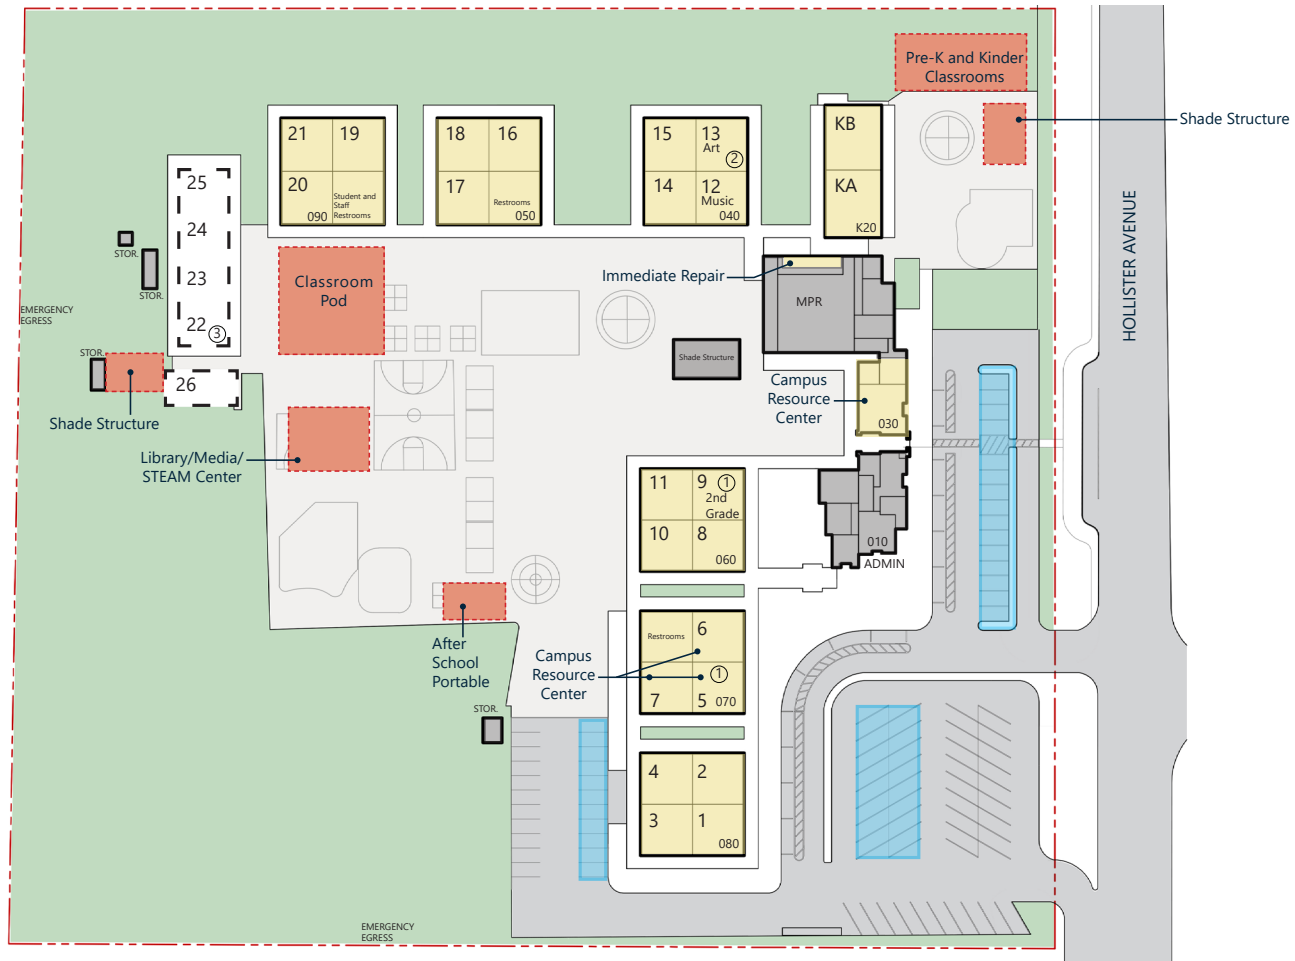 Pre-K and Kinder
Classrooms
Shade Structure
21
19
20
Student and
Staff
Restrooms
090
18
16
17
Restrooms
050
15
13
Art
2
14
12
Music
040
KB
KA
K20
25
24
23
22
3
26
STOR.
STOR.
STOR.
EMERGENCY
EGRESS
Classroom
Pod
Immediate Repair
MPR
Shade Structure
HOLLISTER AVENUE
Shade Structure
Campus
Resource
Center
030
Library/Media/
STEAM Center
11
9
1
2nd
Grade
10
8
060
010
ADMIN
After
School
Portable
Campus
Resource
Center
Restrooms
6
1
7
5
070
STOR.
4
2
3
1
080
EMERGENCY
EGRESS